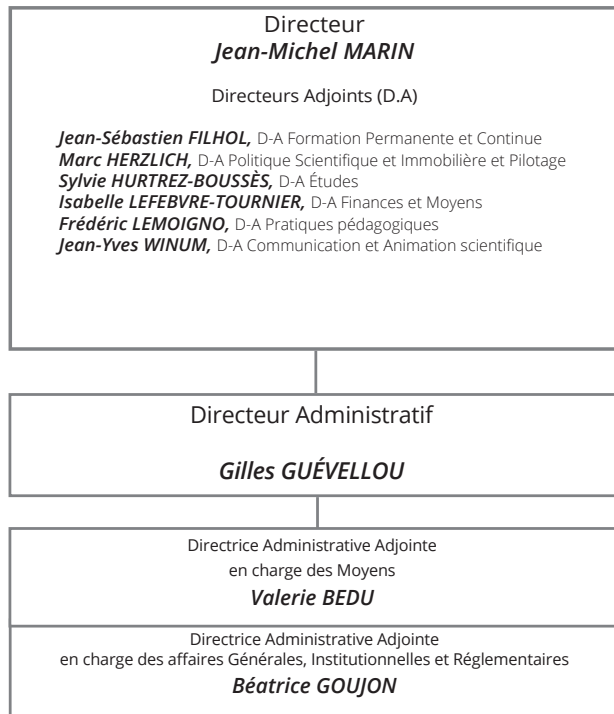 Directeur
Jean-Michel MARIN
Directeurs Adjoints (D.A)
Jean-Sébastien FILHOL, D-A Formation Permanente et Continue
Marc HERZLICH, D-A Politique Scientifique et Immobilière et Pilotage
Sylvie HURTREZ-BOUSSÈS, D-A Études
Isabelle LEFEBVRE-TOURNIER, D-A Finances et Moyens
Frédéric LEMOIGNO, D-A Pratiques pédagogiques
Jean-Yves WINUM, D-A Communication et Animation scientifique
Directeur Administratif
Gilles GUÉVELLOU
Directrice Administrative Adjointe
en charge des Moyens
Valerie BEDU
Directrice Administrative Adjointe
en charge des affaires Générales, Institutionnelles et Réglementaires
Béatrice GOUJON